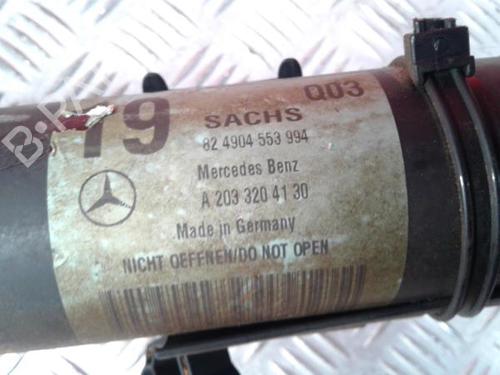 19 SACHS Q03
82 4904 553 994
Mercedes Benz
A 203 320 41 30
Made in Germany
NICHT OEFFNEN/DO NOT OPEN